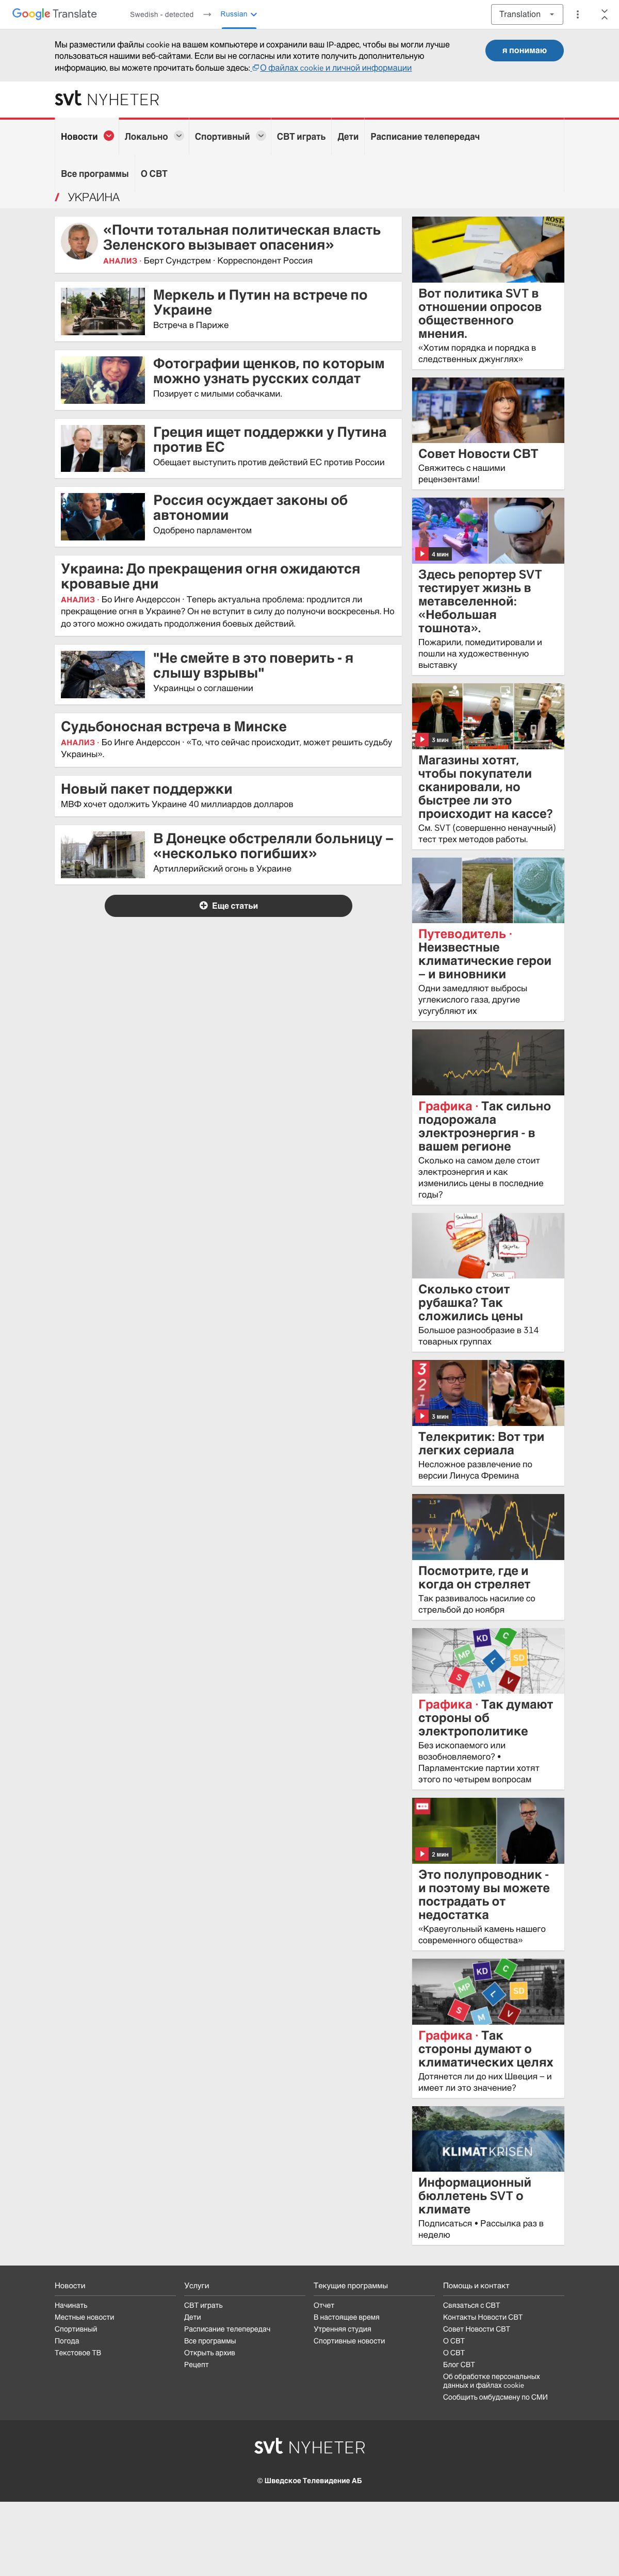 Google Translate
Swedish – detected → Russian
Translation
Мы разместили файлы cookie на вашем компьютере и сохранили ваш IP-адрес, чтобы вы могли лучше
пользоваться нашими веб-сайтами. Если вы не согласны или хотите получить дополнительную
информацию, вы можете прочитать больше здесь: О файлах cookie и личной информации
я понимаю
svt NYHETER
Новости
Локально
Спортивный
СВТ играть
Дети
Расписание телепередач
Все программы
О СВТ
/ УКРАИНА
«Почти тотальная политическая власть
Зеленского вызывает опасения»
АНАЛИЗ · Берт Сундстрем · Корреспондент Россия
Меркель и Путин на встрече по
Украине
Встреча в Париже
Фотографии щенков, по которым
можно узнать русских солдат
Позирует с милыми собачками.
Греция ищет поддержки у Путина
против ЕС
Обещает выступить против действий ЕС против России
Россия осуждает законы об
автономии
Одобрено парламентом
Украина: До прекращения огня ожидаются
кровавые дни
АНАЛИЗ · Бо Инге Андерссон · Теперь актуальна проблема: продлится ли
прекращение огня в Украине? Он не вступит в силу до полуночи воскресенья. Но
до этого можно ожидать продолжения боевых действий.
"Не смейте в это поверить - я
слышу взрывы"
Украинцы о соглашении
Судьбоносная встреча в Минске
АНАЛИЗ · Бо Инге Андерссон · «То, что сейчас происходит, может решить судьбу
Украины».
Новый пакет поддержки
МВФ хочет одолжить Украине 40 миллиардов долларов
В Донецке обстреляли больницу –
«несколько погибших»
Артиллерийский огонь в Украине
Еще статьи
Вот политика SVT в
отношении опросов
общественного
мнения.
«Хотим порядка и порядка в
следственных джунглях»
Совет Новости СВТ
Свяжитесь с нашими
рецензентами!
4 мин
Здесь репортер SVT
тестирует жизнь в
метавселенной:
«Небольшая
тошнота».
Пожарили, помедитировали и
пошли на художественную
выставку
3 мин
Магазины хотят,
чтобы покупатели
сканировали, но
быстрее ли это
происходит на кассе?
См. SVT (совершенно ненаучный)
тест трех методов работы.
Путеводитель ·
Неизвестные
климатические герои
– и виновники
Одни замедляют выбросы
углекислого газа, другие
усугубляют их
Графика · Так сильно
подорожала
электроэнергия - в
вашем регионе
Сколько на самом деле стоит
электроэнергия и как
изменились цены в последние
годы?
Skjorta
Diesel
Сколько стоит
рубашка? Так
сложились цены
Большое разнообразие в 314
товарных группах
3
2
1
3 мин
Телекритик: Вот три
легких сериала
Несложное развлечение по
версии Линуса Фремина
1,2
1,1
Посмотрите, где и
когда он стреляет
Так развивалось насилие со
стрельбой до ноября
KD C MP L SD S M V
Графика · Так думают
стороны об
электрополитике
Без ископаемого или
возобновляемого? •
Парламентские партии хотят
этого по четырем вопросам
2 мин
Это полупроводник -
и поэтому вы можете
пострадать от
недостатка
«Краеугольный камень нашего
современного общества»
KD C MP L SD S M V
Графика · Так
стороны думают о
климатических целях
Дотянется ли до них Швеция – и
имеет ли это значение?
KLIMATKRISEN
Информационный
бюллетень SVT о
климате
Подписаться • Рассылка раз в
неделю
Новости
Начинать
Местные новости
Спортивный
Погода
Текстовое ТВ
Услуги
СВТ играть
Дети
Расписание телепередач
Все программы
Открыть архив
Рецепт
Текущие программы
Отчет
В настоящее время
Утренняя студия
Спортивные новости
Помощь и контакт
Связаться с СВТ
Контакты Новости СВТ
Совет Новости СВТ
О СВТ
О СВТ
Блог СВТ
Об обработке персональных
данных и файлах cookie
Сообщить омбудсмену по СМИ
svt NYHETER
© Шведское Телевидение АБ